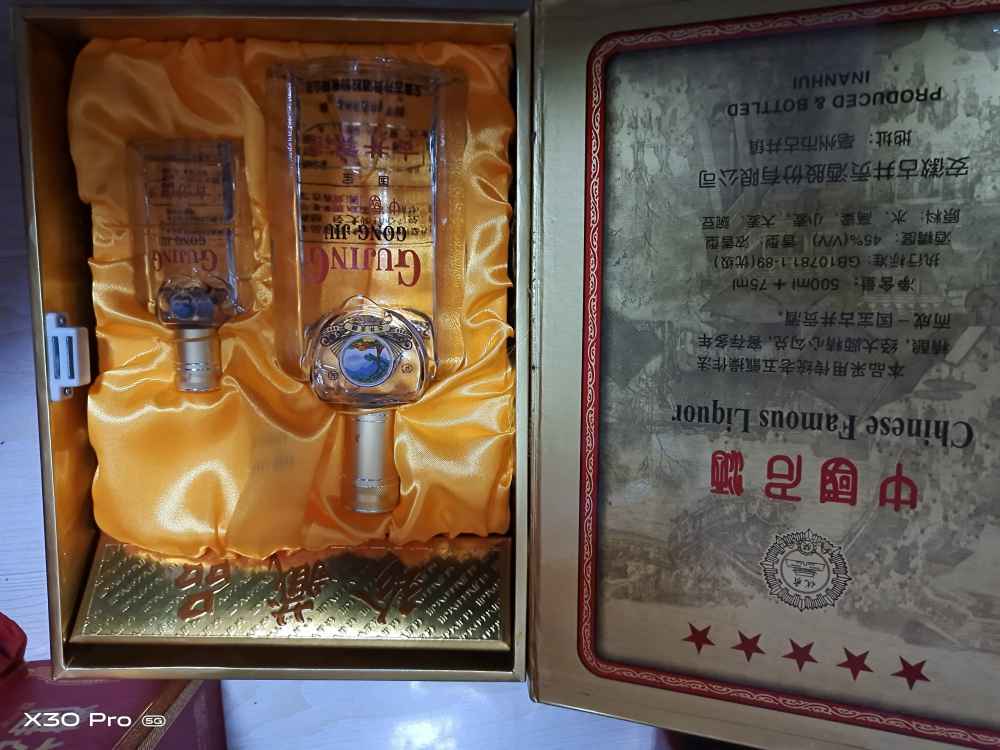 中國名酒
Chinese Famous Liquor
本品采用传统老五甑操作法
精酿,经大师精心勾兑,窖存多年
而成一国宝古井贡酒。
净含量: 500ml + 75ml
执行标准: GB10781.1-89(优级)
酒精度: 45%(V/V) 香型: 浓香型
原料: 水、高粱、小麦、大麦、豌豆
安徽古井贡酒股份有限公司
地址: 亳州市古井镇
PRODUCED & BOTTLED
INANHUI
GUJING
GONG JIU
GUJING
GONG JIU
珍藏品
X30 Pro 5G